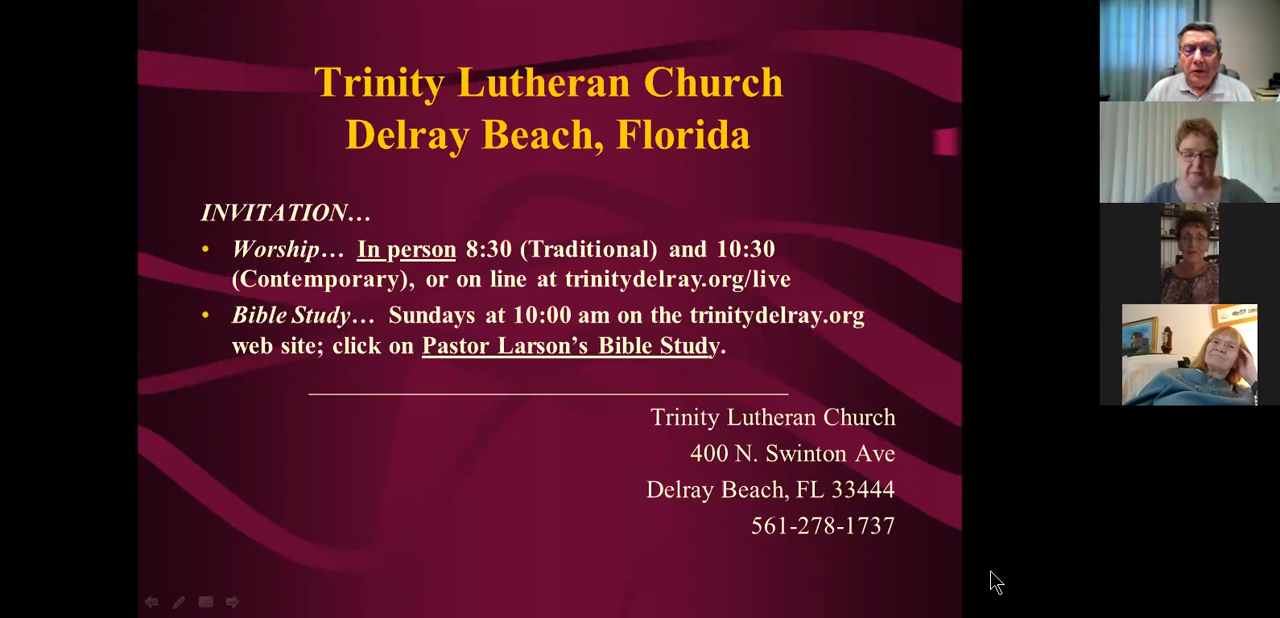 Trinity Lutheran Church
Delray Beach, Florida
INVITATION…
• Worship… In person 8:30 (Traditional) and 10:30
(Contemporary), or on line at trinitydelray.org/live
• Bible Study… Sundays at 10:00 am on the trinitydelray.org
web site; click on Pastor Larson’s Bible Study.
Trinity Lutheran Church
400 N. Swinton Ave
Delray Beach, FL 33444
561-278-1737